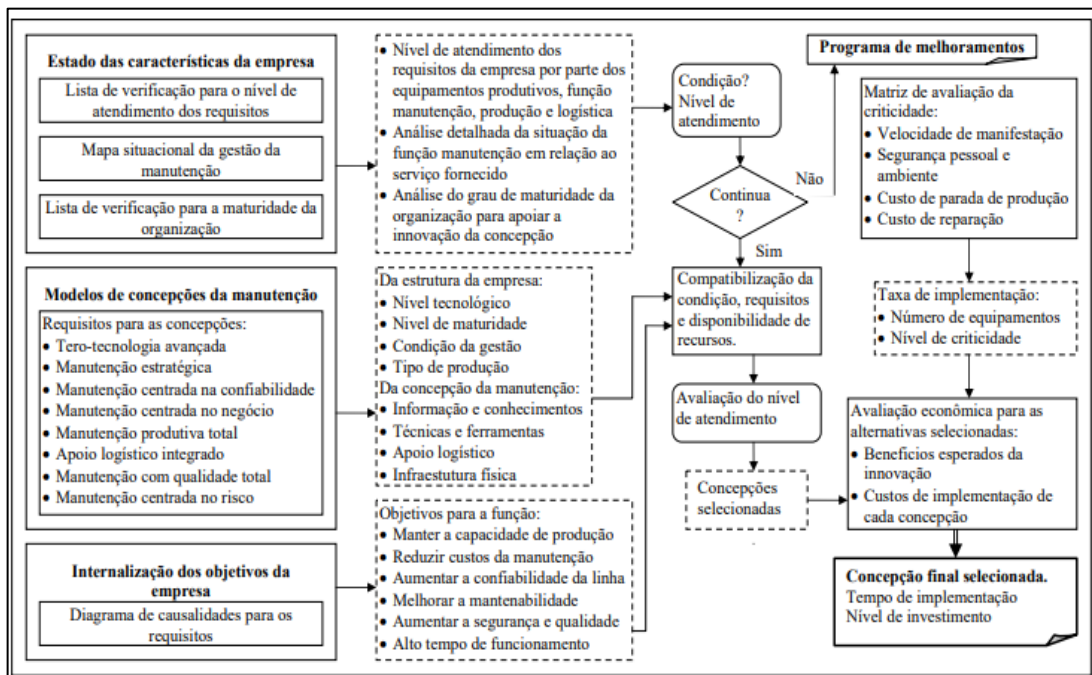 Estado das características da empresa
Lista de verificação para o nível de
atendimento dos requisitos
Mapa situacional da gestão da
manutenção
Lista de verificação para a maturidade da
organização
• Nível de atendimento dos
requisitos da empresa por parte dos
equipamentos produtivos, função
manutenção, produção e logística
• Análise detalhada da situação da
função manutenção em relação ao
serviço fornecido
• Análise do grau de maturidade da
organização para apoiar a
innovação da concepção
Condição?
Nível de
atendimento
Continua
?
Não
Sim
Programa de melhoramentos
Matriz de avaliação da
criticidade:
• Velocidade de manifestação
• Segurança pessoal e
ambiente
• Custo de parada de produção
• Custo de reparação
Modelos de concepções da manutenção
Requisitos para as concepções:
• Tero-tecnologia avançada
• Manutenção estratégica
• Manutenção centrada na confiabilidade
• Manutenção centrada no negócio
• Manutenção produtiva total
• Apoio logístico integrado
• Manutenção com qualidade total
• Manutenção centrada no risco
Da estrutura da empresa:
• Nível tecnológico
• Nivel de maturidade
• Condição da gestão
• Tipo de produção
Da concepção da manutenção:
• Informação e conhecimentos
• Técnicas e ferramentas
• Apoio logístico
• Infraestutura física
Compatibilização da
condição, requisitos
e disponibilidade de
recursos.
Avaliação do nível
de atendimento
Concepções
selecionadas
Taxa de implementação:
• Número de equipamentos
• Nível de criticidade
Avaliação econômica para as
alternativas selecionadas:
• Beneficios esperados da
innovação
• Custos de implementação de
cada concepção
Internalização dos objetivos da
empresa
Diagrama de causalidades para os
requisitos
Objetivos para a função:
• Manter a capacidade de produção
• Reduzir custos da manutenção
• Aumentar a confiabilidade da linha
• Melhorar a mantenabilidade
• Aumentar a segurança e qualidade
• Alto tempo de funcionamento
Concepção final selecionada.
Tempo de implementação
Nível de investimento